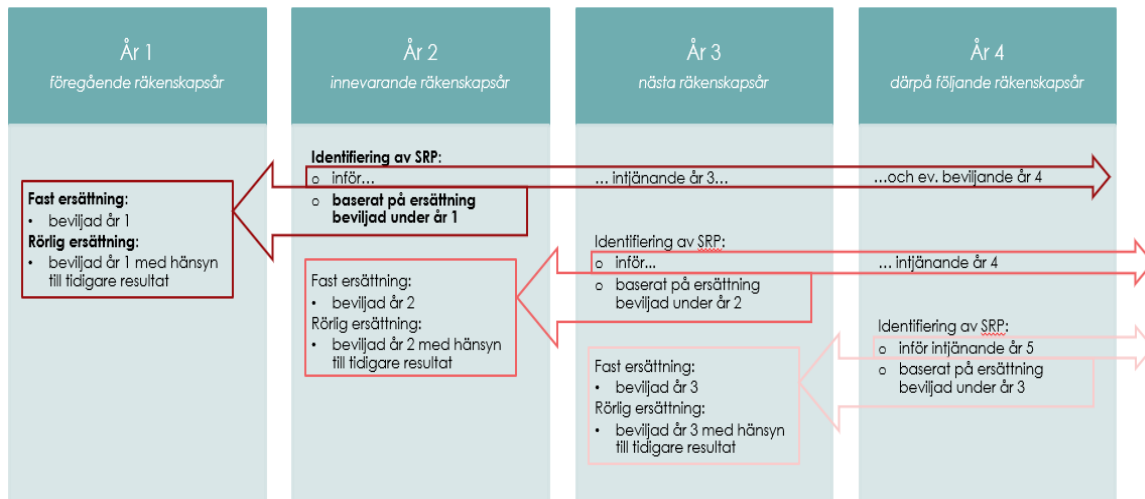 År 1
föregående räkenskapsår
År 2
innevarande räkenskapsår
År 3
nästa räkenskapsår
År 4
därpå följande räkenskapsår
Identifiering av SRP:
o inför...
... intjänande år 3...
...och ev. beviljande år 4
o baserat på ersättning
beviljad under år 1
Fast ersättning:
• beviljad år 1
Rörlig ersättning:
• beviljad år 1 med hänsyn
till tidigare resultat
Identifiering av SRP:
o inför...
... intjänande år 4
o baserat på ersättning
beviljad under år 2
Fast ersättning:
• beviljad år 2
Rörlig ersättning:
• beviljad år 2 med hänsyn
till tidigare resultat
Identifiering av SRP:
o inför intjänande år 5
o baserat på ersättning
beviljad under år 3
Fast ersättning:
• beviljad år 3
Rörlig ersättning:
• beviljad år 3 med hänsyn
till tidigare resultat